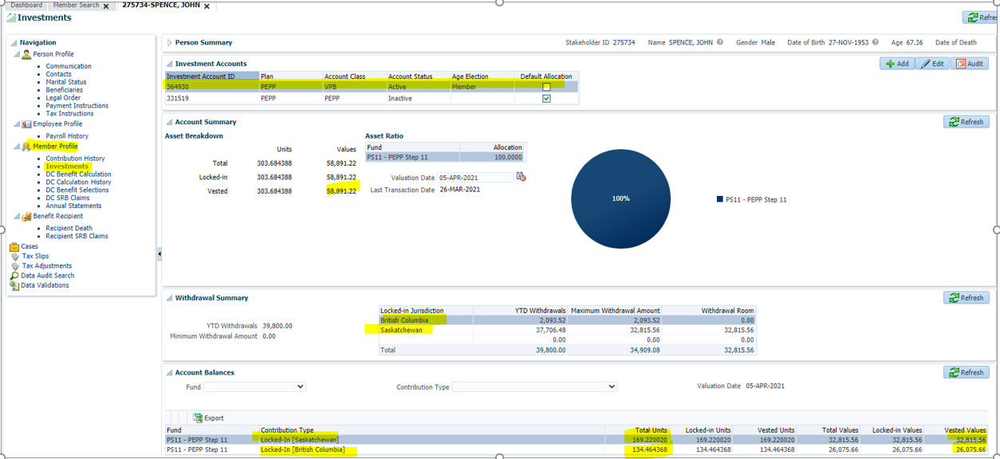 Dashboard Member Search 275734-SPENCE, JOHN
Investments
Refres
Navigation
Person Profile
Communication
Contacts
Marital Status
Beneficiaries
Legal Order
Payment Instructions
Tax Instructions
Employee Profile
Payroll History
Member Profile
Contribution History
Investments
DC Benefit Calculation
DC Calculation History
DC Benefit Selections
DC SRB Claims
Annual Statements
Benefit Recipient
Recipient Death
Recipient SRB Claims
Cases
Tax Slips
Tax Adjustments
Data Audit Search
Data Validations
Person Summary Stakeholder ID 275734 Name SPENCE, JOHN Gender Male Date of Birth 27-NOV-1953 Age 67.36 Date of Death
Investment Accounts Add Edit Audit
Investment Account ID Plan Account Class Account Status Age Election Default Allocation
364930 PEPP VPB Active Member
331519 PEPP PEPP Inactive
Account Summary Refresh
Asset Breakdown
Units Values
Total 303.684388 58,891.22
Locked-in 303.684388 58,891.22
Vested 303.684388 58,891.22
Asset Ratio
Fund Allocation
PS11 - PEPP Step 11 100.0000
Valuation Date 05-APR-2021
Last Transaction Date 26-MAR-2021
100%
PS11 - PEPP Step 11
Withdrawal Summary Refresh
YTD Withdrawals 39,800.00
Minimum Withdrawal Amount 0.00
Locked-in Jurisdiction YTD Withdrawals Maximum Withdrawal Amount Withdrawal Room
British Columbia 2,093.52 2,093.52 0.00
Saskatchewan 37,706.48 32,815.56 32,815.56
0.00 0.00 0.00
Total 39,800.00 34,909.08 32,815.56
Account Balances Refresh
Fund Contribution Type Valuation Date 05-APR-2021
Export
Fund Contribution Type Total Units Locked-in Units Vested Units Total Values Locked-in Values Vested Values
PS11 - PEPP Step 11 Locked-In [Saskatchewan] 169.220020 169.220020 169.220020 32,815.56 32,815.56 32,815.56
PS11 - PEPP Step 11 Locked-In [British Columbia] 134.464368 134.464368 134.464368 26,075.66 26,075.66 26,075.66